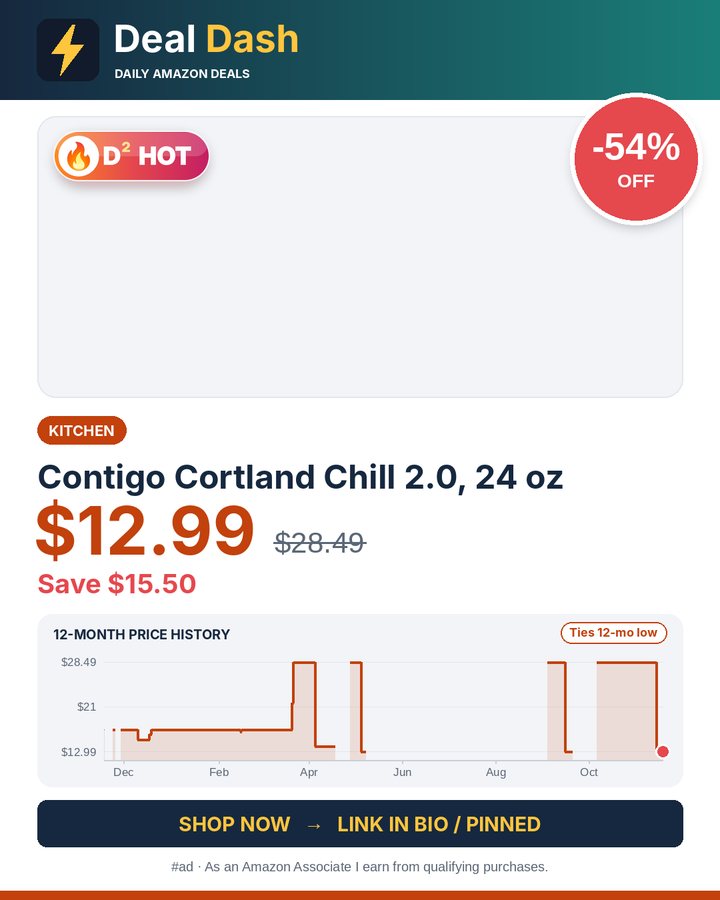 Deal Dash
DAILY AMAZON DEALS
D² HOT
-54%
OFF
KITCHEN
Contigo Cortland Chill 2.0, 24 oz
$12.99 $28.49
Save $15.50
12-MONTH PRICE HISTORY
Ties 12-mo low
$28.49
$21
$12.99
Dec Feb Apr Jun Aug Oct
SHOP NOW → LINK IN BIO / PINNED
#ad · As an Amazon Associate I earn from qualifying purchases.